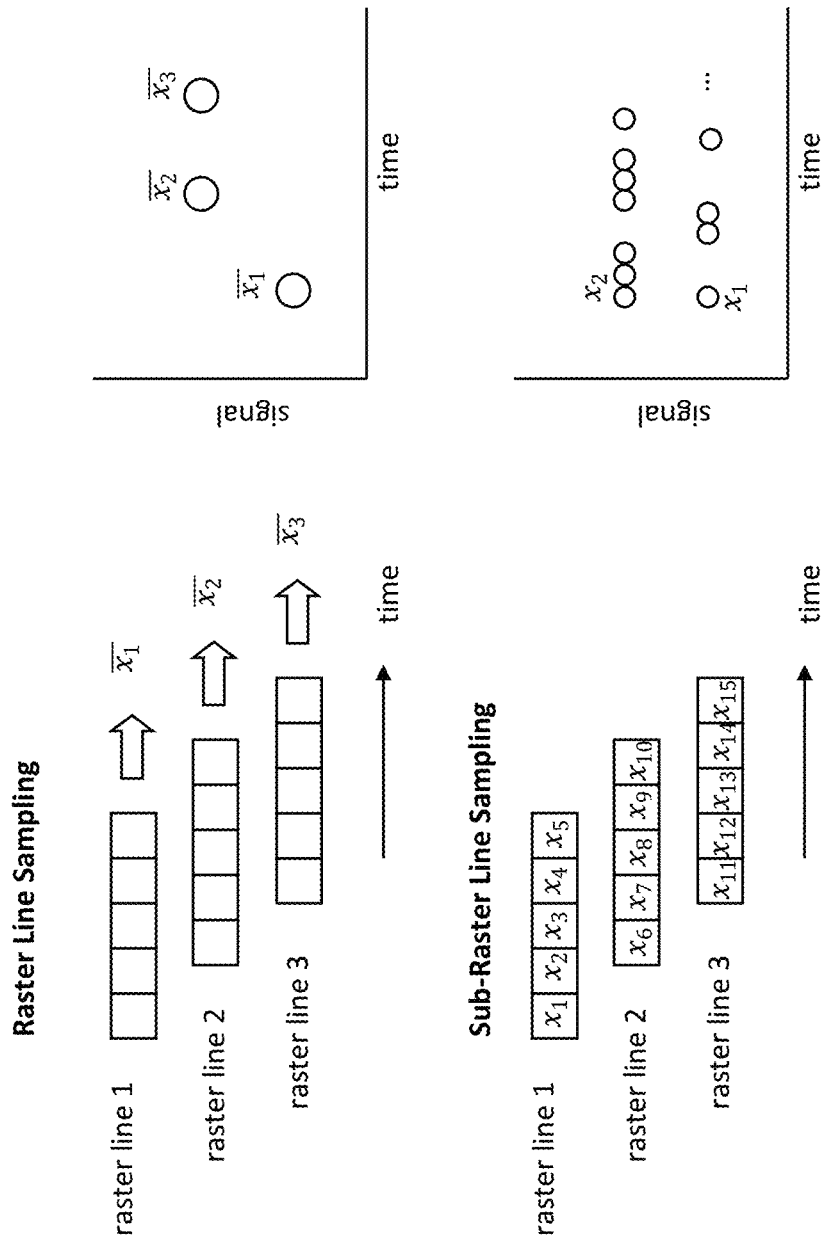 Raster Line Sampling
raster line 1
x̄₁
raster line 2
x̄₂
raster line 3
x̄₃
time
signal
x̄₁
x̄₂
x̄₃
time
Sub-Raster Line Sampling
raster line 1
x₁ x₂ x₃ x₄ x₅
raster line 2
x₆ x₇ x₈ x₉ x₁₀
raster line 3
x₁₁ x₁₂ x₁₃ x₁₄ x₁₅
time
signal
x₂
x₁
...
time